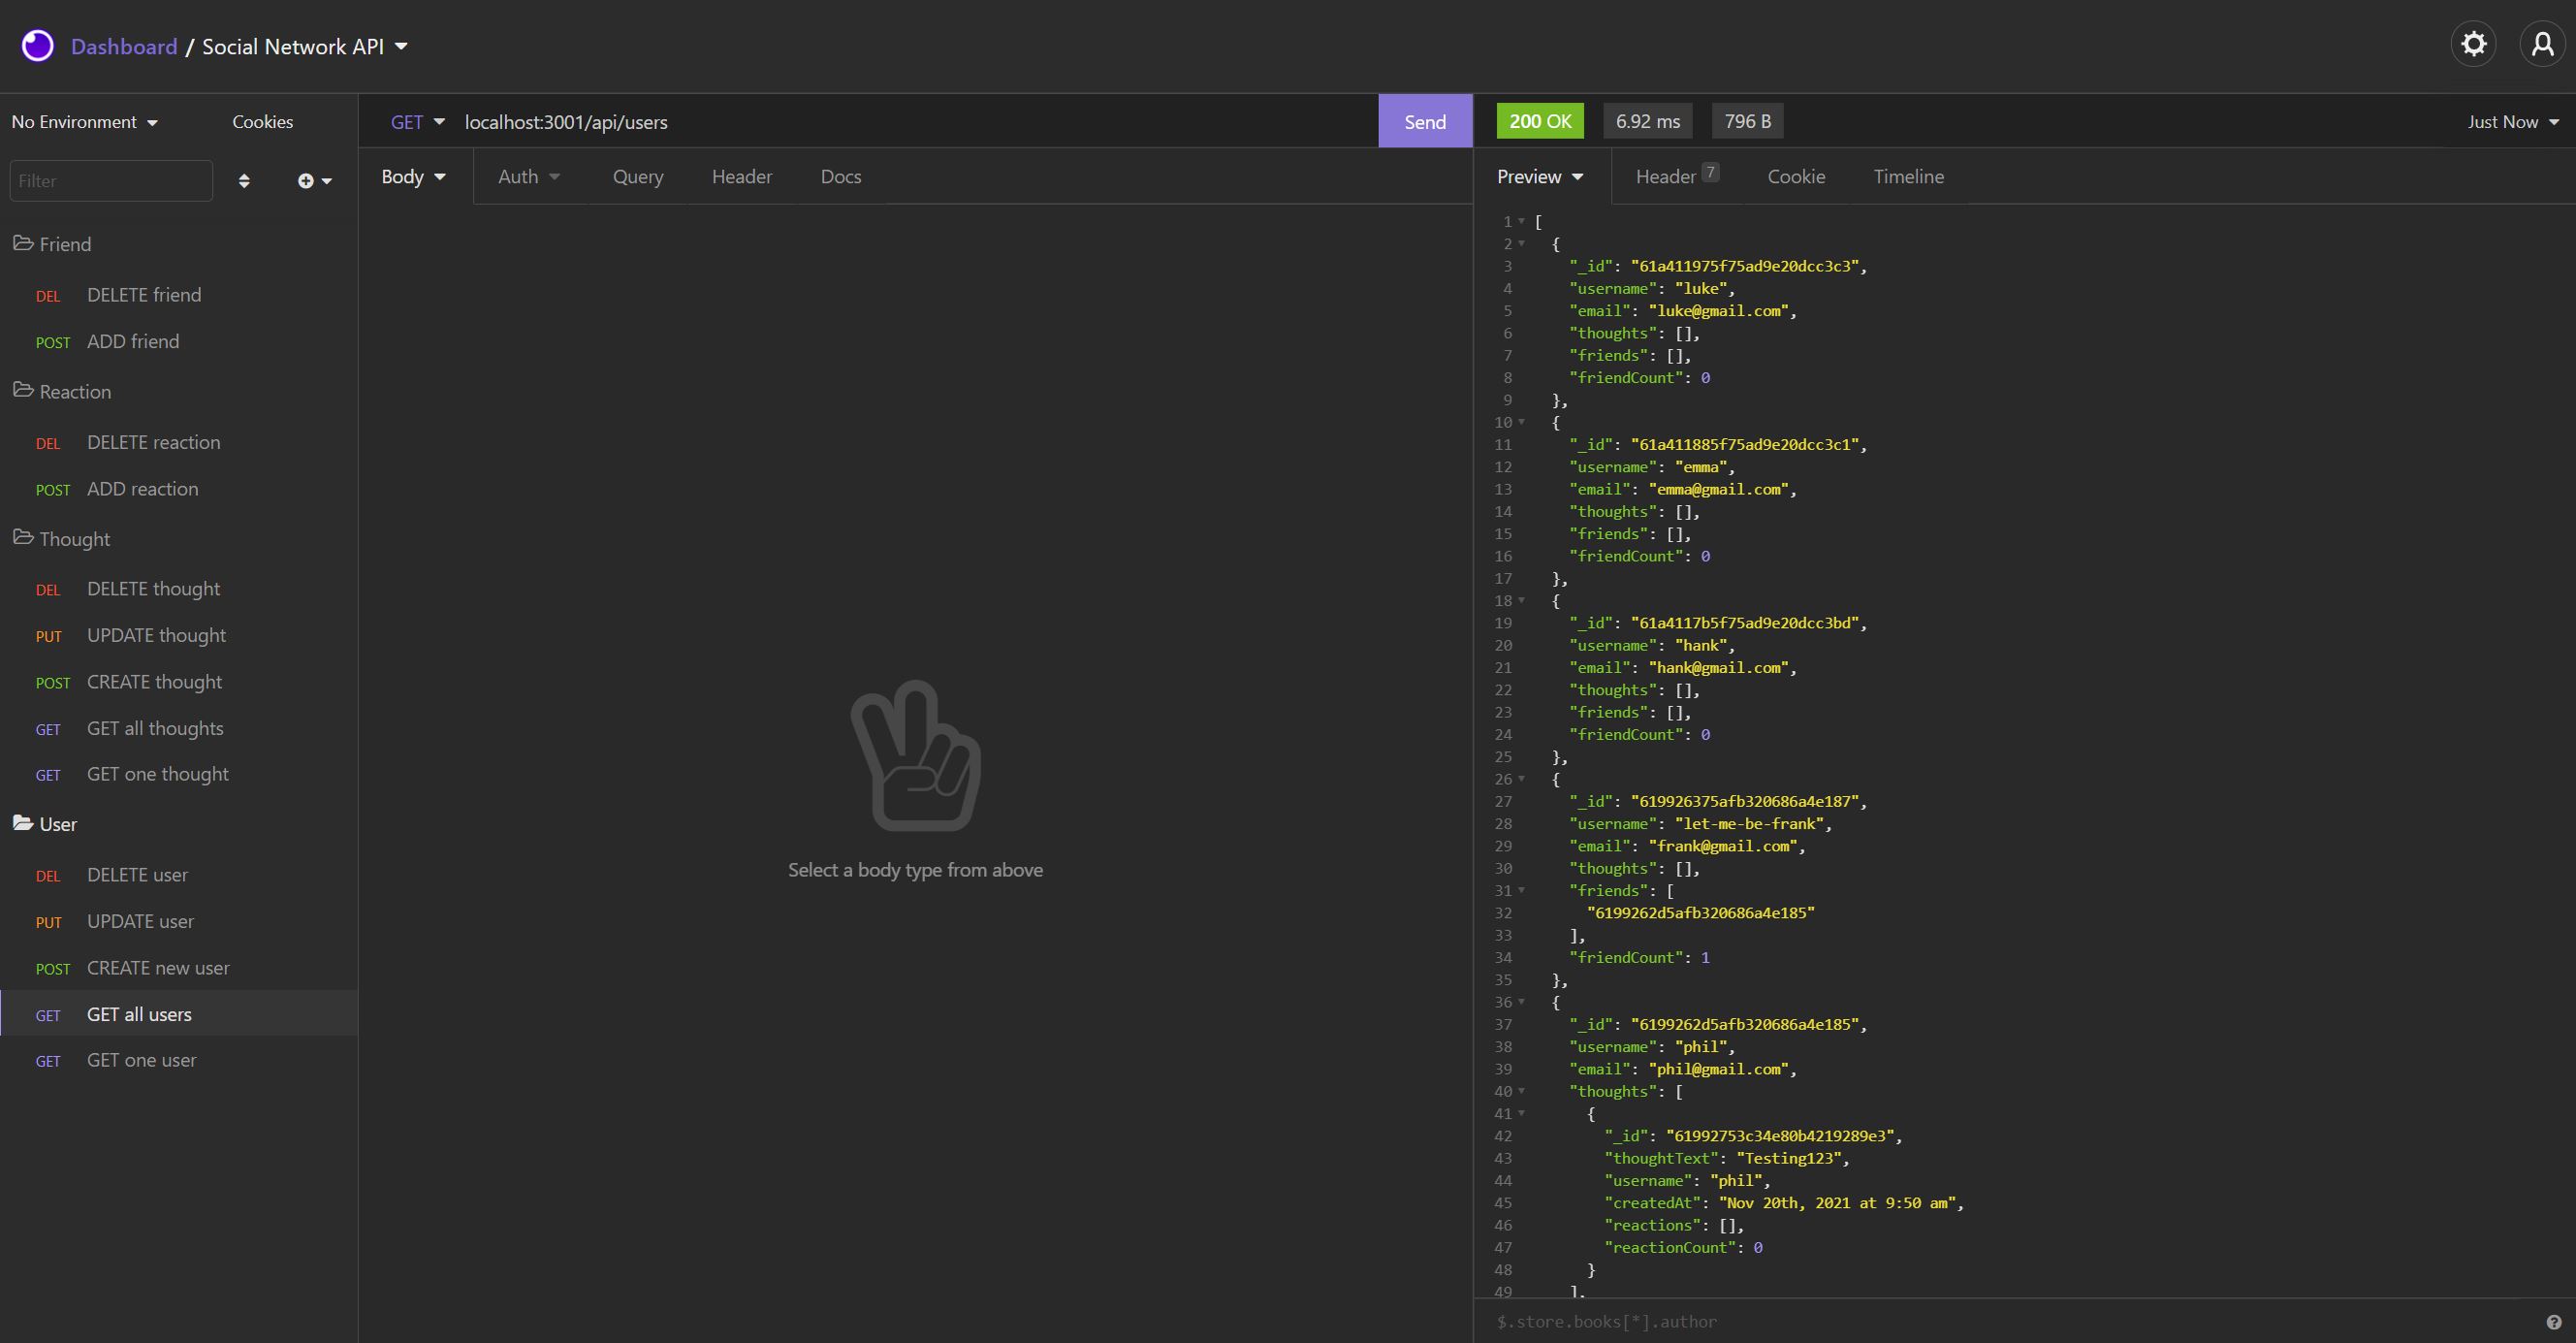 Dashboard / Social Network API
No Environment Cookies
Filter
Friend
DEL DELETE friend
POST ADD friend
Reaction
DEL DELETE reaction
POST ADD reaction
Thought
DEL DELETE thought
PUT UPDATE thought
POST CREATE thought
GET GET all thoughts
GET GET one thought
User
DEL DELETE user
PUT UPDATE user
POST CREATE new user
GET GET all users
GET GET one user
GET localhost:3001/api/users Send
Body Auth Query Header Docs
Select a body type from above
200 OK 6.92 ms 796 B Just Now
Preview Header 7 Cookie Timeline
1 [
2 {
3 "_id": "61a411975f75ad9e20dcc3c3",
4 "username": "luke",
5 "email": "luke@gmail.com",
6 "thoughts": [],
7 "friends": [],
8 "friendCount": 0
9 },
10 {
11 "_id": "61a411885f75ad9e20dcc3c1",
12 "username": "emma",
13 "email": "emma@gmail.com",
14 "thoughts": [],
15 "friends": [],
16 "friendCount": 0
17 },
18 {
19 "_id": "61a4117b5f75ad9e20dcc3bd",
20 "username": "hank",
21 "email": "hank@gmail.com",
22 "thoughts": [],
23 "friends": [],
24 "friendCount": 0
25 },
26 {
27 "_id": "619926375afb320686a4e187",
28 "username": "let-me-be-frank",
29 "email": "frank@gmail.com",
30 "thoughts": [],
31 "friends": [
32 "6199262d5afb320686a4e185"
33 ],
34 "friendCount": 1
35 },
36 {
37 "_id": "6199262d5afb320686a4e185",
38 "username": "phil",
39 "email": "phil@gmail.com",
40 "thoughts": [
41 {
42 "_id": "61992753c34e80b4219289e3",
43 "thoughtText": "Testing123",
44 "username": "phil",
45 "createdAt": "Nov 20th, 2021 at 9:50 am",
46 "reactions": [],
47 "reactionCount": 0
48 }
49 ],
$.store.books[*].author